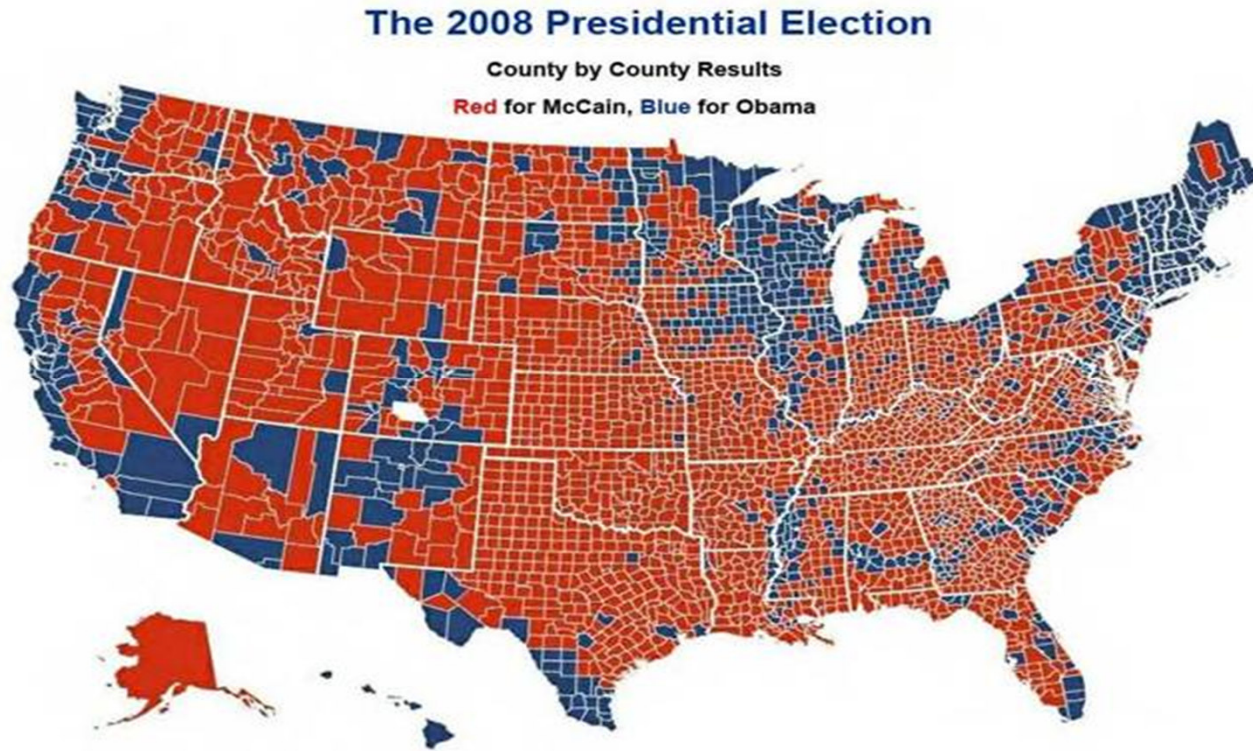 The 2008 Presidential Election
County by County Results
Red for McCain, Blue for Obama